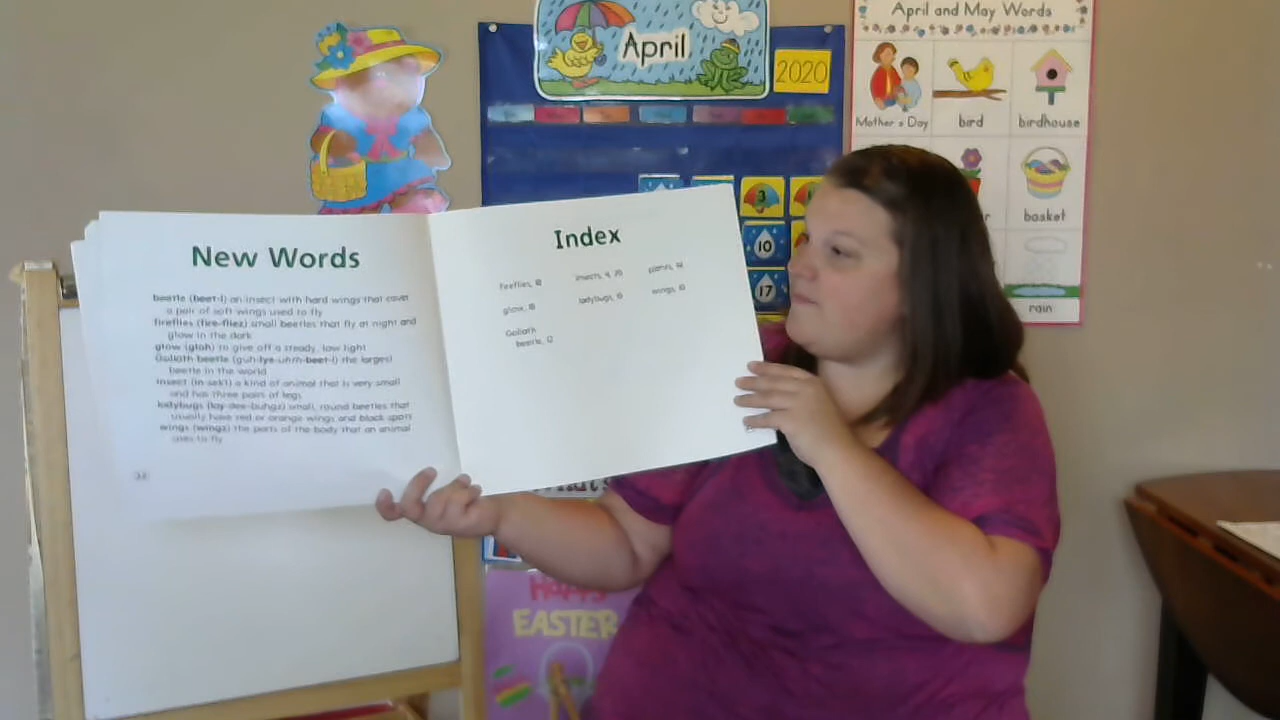 April
2020
April and May Words
Mother's Day
bird
birdhouse
basket
rain
3
10
17
New Words
beetle (beet-l) an insect with hard wings that cover
a pair of soft wings used to fly
fireflies (fire-fliez) small beetles that fly at night and
glow in the dark
glow (gloh) to give off a steady, low light
Goliath beetle (guh-lye-uhth-beet-l) the largest
beetle in the world
insect (in-sekt) a kind of animal that is very small
and has three pairs of legs
ladybugs (lay-dee-buhgz) small, round beetles that
usually have red or orange wings and black spots
wings (wingz) the parts of the body that an animal
uses to fly
Index
fireflies,
glow,
Goliath
beetle, 12
insects, 4,
ladybugs,
plants,
wings,
HAPPY
EASTER